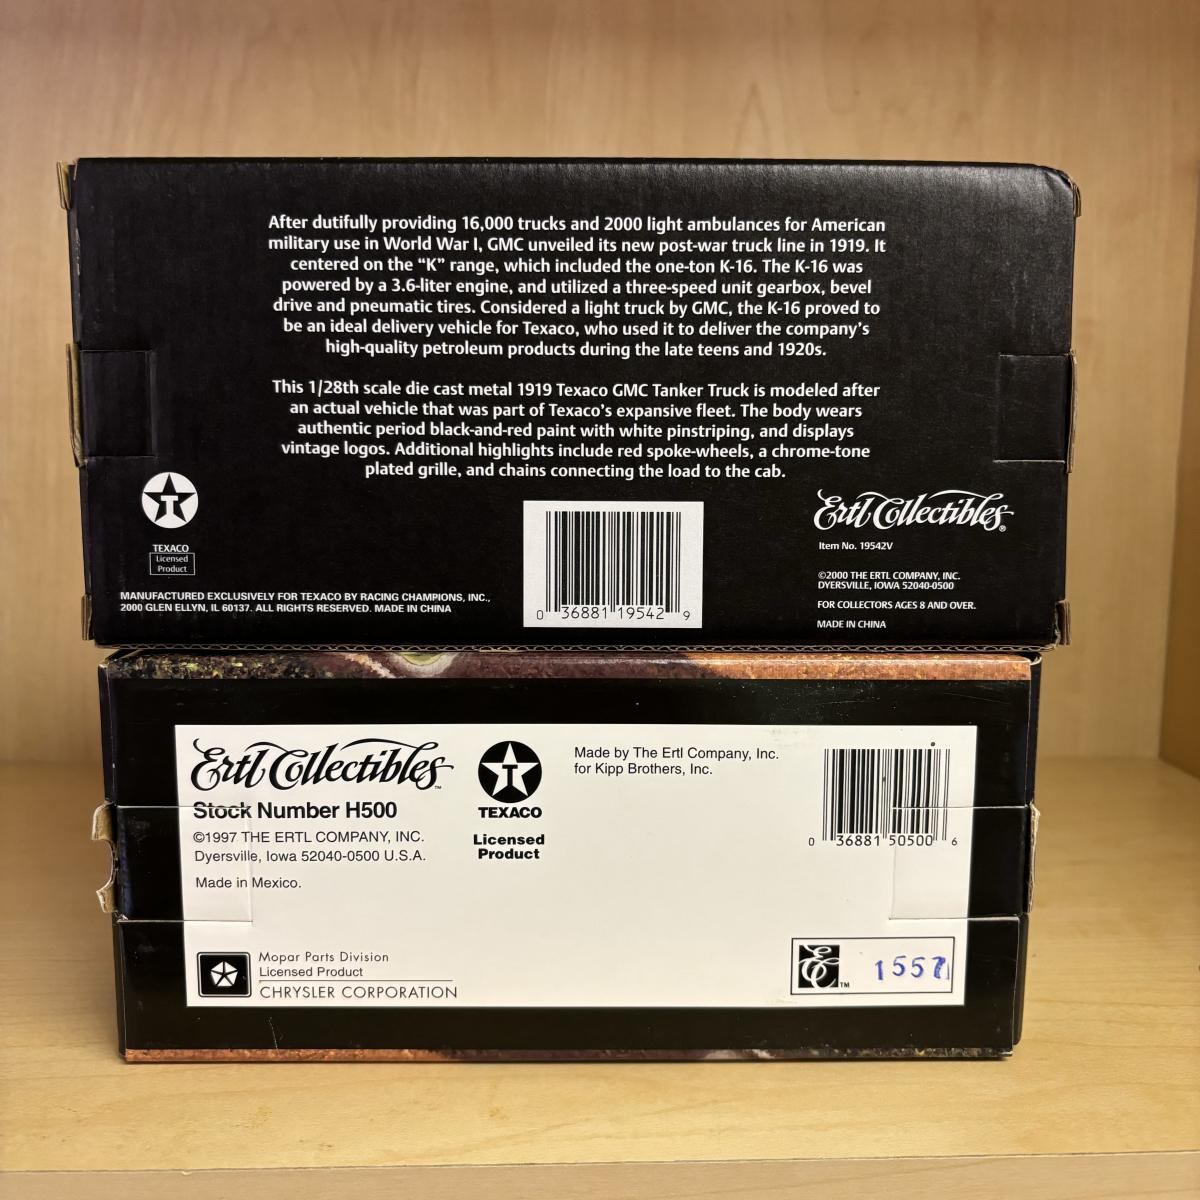 After dutifully providing 16,000 trucks and 2000 light ambulances for American
military use in World War I, GMC unveiled its new post-war truck line in 1919. It
centered on the “K” range, which included the one-ton K-16. The K-16 was
powered by a 3.6-liter engine, and utilized a three-speed unit gearbox, bevel
drive and pneumatic tires. Considered a light truck by GMC, the K-16 proved to
be an ideal delivery vehicle for Texaco, who used it to deliver the company’s
high-quality petroleum products during the late teens and 1920s.
This 1/28th scale die cast metal 1919 Texaco GMC Tanker Truck is modeled after
an actual vehicle that was part of Texaco’s expansive fleet. The body wears
authentic period black-and-red paint with white pinstriping, and displays
vintage logos. Additional highlights include red spoke-wheels, a chrome-tone
plated grille, and chains connecting the load to the cab.
T
TEXACO
Licensed
Product
MANUFACTURED EXCLUSIVELY FOR TEXACO BY RACING CHAMPIONS, INC.,
2000 GLEN ELLYN, IL 60137. ALL RIGHTS RESERVED. MADE IN CHINA
0 36881 19542 9
Ertl Collectibles®
Item No. 19542V
©2000 THE ERTL COMPANY, INC.
DYERSVILLE, IOWA 52040-0500
FOR COLLECTORS AGES 8 AND OVER.
MADE IN CHINA
Ertl Collectibles™
Stock Number H500
©1997 THE ERTL COMPANY, INC.
Dyersville, Iowa 52040-0500 U.S.A.
Made in Mexico.
T
TEXACO
Licensed
Product
Made by The Ertl Company, Inc.
for Kipp Brothers, Inc.
0 36881 50500 6
Mopar Parts Division
Licensed Product
CHRYSLER CORPORATION
EC™ 1557